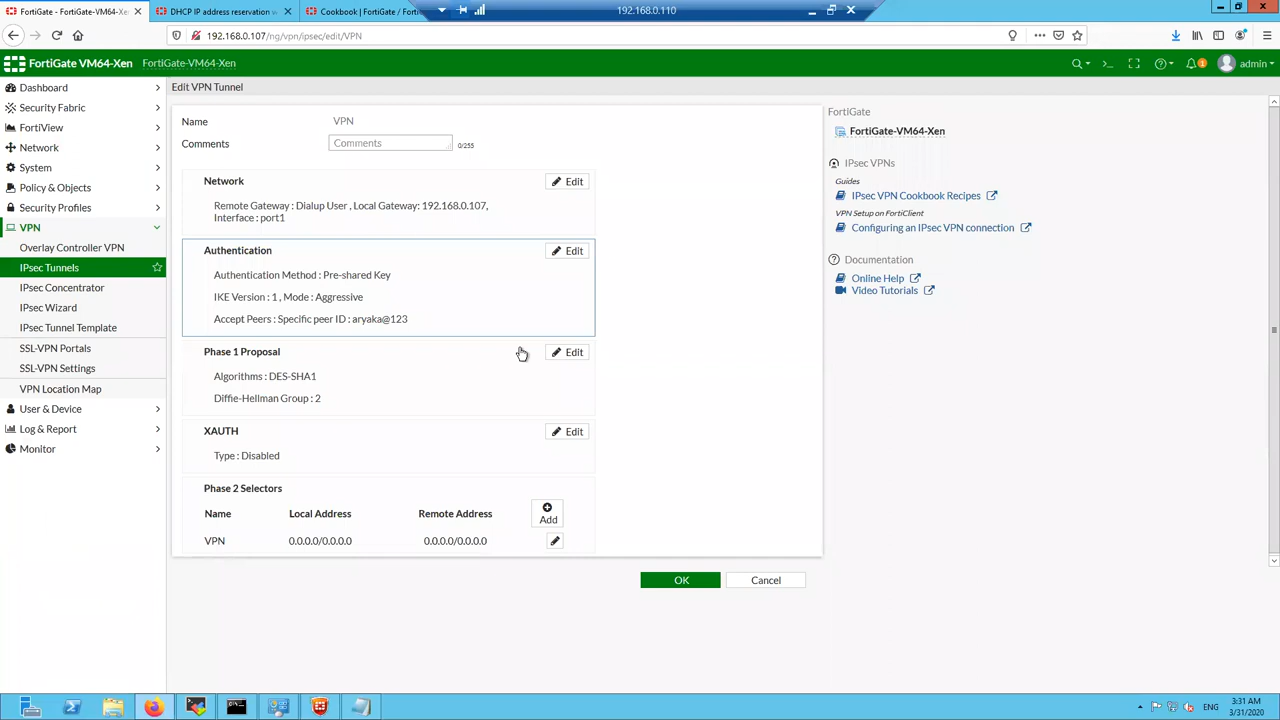 FortiGate - FortiGate-VM64-Xen
DHCP IP address reservation w
Cookbook | FortiGate / Forti
192.168.0.110
192.168.0.107/ng/vpn/ipsec/edit/VPN
FortiGate VM64-Xen
FortiGate-VM64-Xen
1
admin
Dashboard
Security Fabric
FortiView
Network
System
Policy & Objects
Security Profiles
VPN
Overlay Controller VPN
IPsec Tunnels
IPsec Concentrator
IPsec Wizard
IPsec Tunnel Template
SSL-VPN Portals
SSL-VPN Settings
VPN Location Map
User & Device
Log & Report
Monitor
Edit VPN Tunnel
Name
VPN
Comments
Comments
0/255
Network
Edit
Remote Gateway : Dialup User , Local Gateway: 192.168.0.107,
Interface : port1
Authentication
Edit
Authentication Method : Pre-shared Key
IKE Version : 1 , Mode : Aggressive
Accept Peers : Specific peer ID : aryaka@123
Phase 1 Proposal
Edit
Algorithms : DES-SHA1
Diffie-Hellman Group : 2
XAUTH
Edit
Type : Disabled
Phase 2 Selectors
Name
Local Address
Remote Address
Add
VPN
0.0.0.0/0.0.0.0
0.0.0.0/0.0.0.0
OK
Cancel
FortiGate
FortiGate-VM64-Xen
IPsec VPNs
Guides
IPsec VPN Cookbook Recipes
VPN Setup on FortiClient
Configuring an IPsec VPN connection
Documentation
Online Help
Video Tutorials
ENG
3:31 AM
3/31/2020